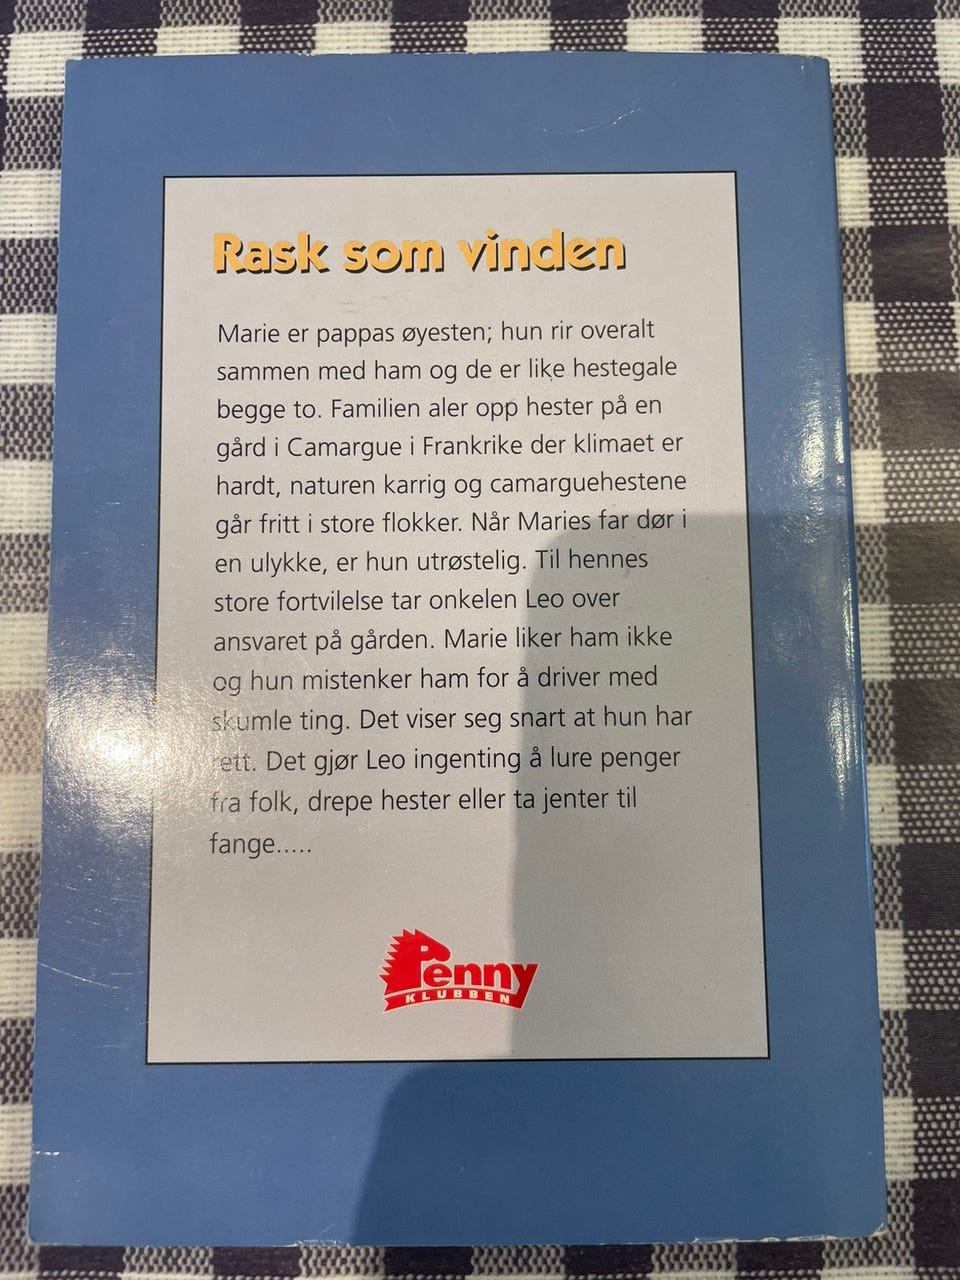 Rask som vinden
Marie er pappas øyesten; hun rir overalt
sammen med ham og de er like hestegale
begge to. Familien aler opp hester på en
gård i Camargue i Frankrike der klimaet er
hardt, naturen karrig og camarguehestene
går fritt i store flokker. Når Maries far dør i
en ulykke, er hun utrøstelig. Til hennes
store fortvilelse tar onkelen Leo over
ansvaret på gården. Marie liker ham ikke
og hun mistenker ham for å driver med
skumle ting. Det viser seg snart at hun har
rett. Det gjør Leo ingenting å lure penger
fra folk, drepe hester eller ta jenter til
fange.....
Penny
KLUBBEN